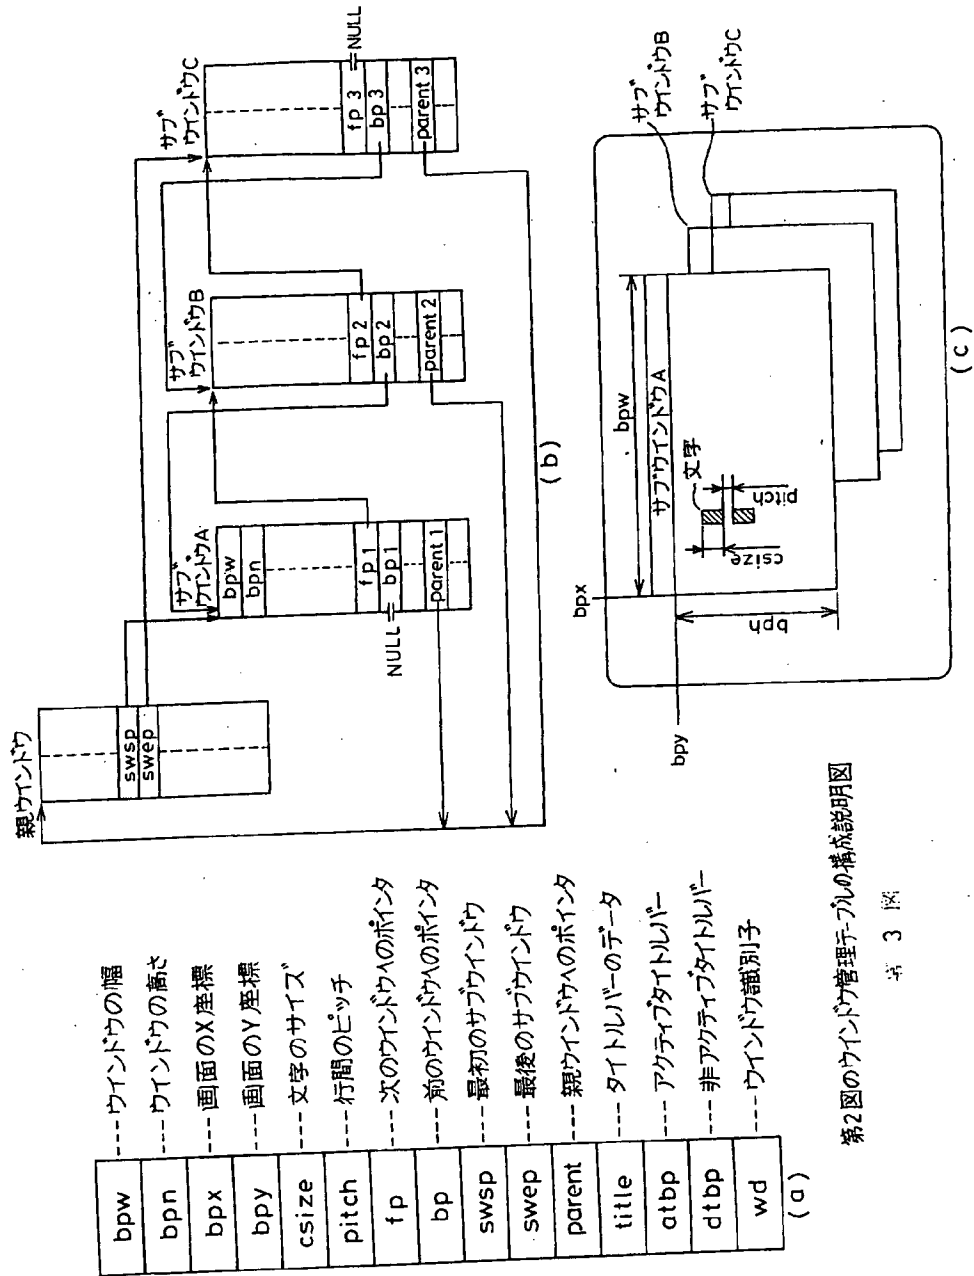 bpw ---ウインドウの幅
bpn ---ウインドウの高さ
bpx ---画面のX座標
bpy ---画面のY座標
csize ---文字のサイズ
pitch ---行間のピッチ
fp ---次のウインドウへのポインタ
bp ---前のウインドウへのポインタ
swsp ---最初のサブウインドウ
swep ---最後のサブウインドウ
parent ---親ウインドウへのポインタ
title ---タイトルバーのデータ
atbp ---アクティブタイトルバー
dtbp ---非アクティブタイトルバー
wd ---ウインドウ識別子
(a)
親ウインドウ
swsp
swep
サブ
ウインドウA
bpw
bpn
fp1
bp1
NULL
parent1
サブ
ウインドウB
fp2
bp2
parent2
サブ
ウインドウC
fp3
NULL
bp3
parent3
(b)
bpx
bpy
bpw
サブウインドウA
文字
csize
pitch
bph
サブ
ウインドウB
サブ
ウインドウC
(c)
第2図のウインドウ管理テーブルの構成説明図
第 3 図